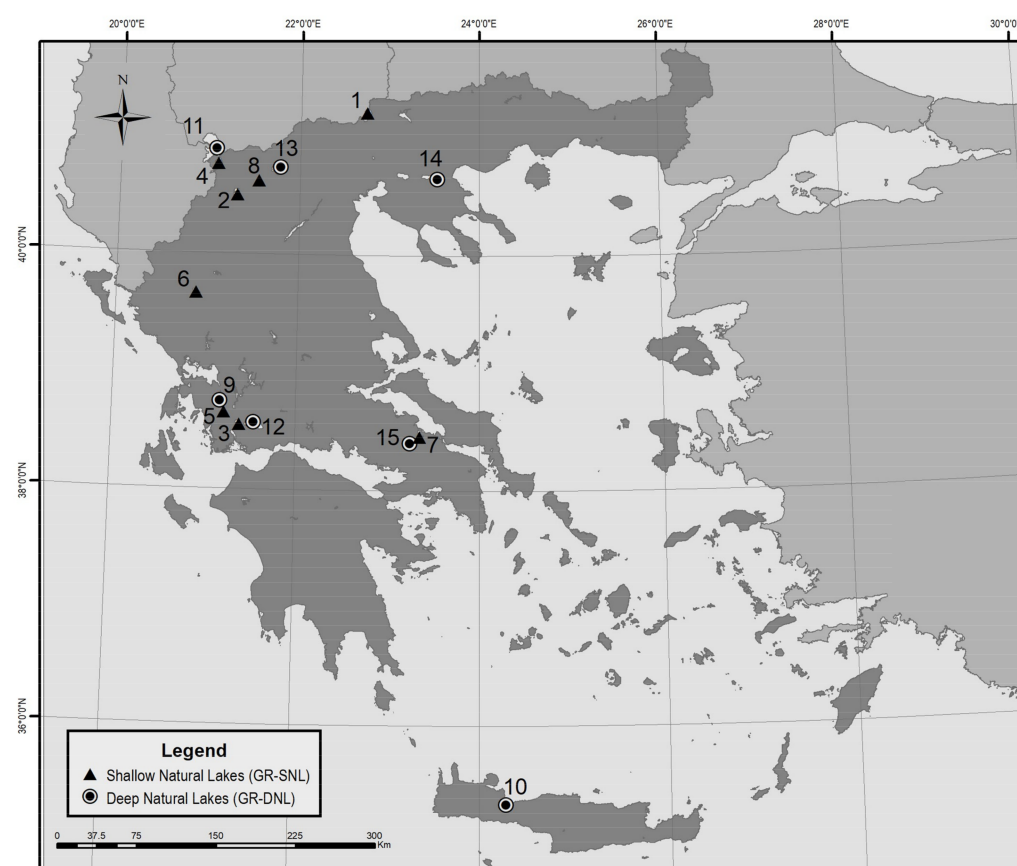 20°0'0"E 22°0'0"E 24°0'0"E 26°0'0"E 28°0'0"E 30°0'0"E
N
1
11
13
14
4
8
2
40°0'0"N
6
9
5
3
12
15
7
38°0'0"N
36°0'0"N
10
Legend
Shallow Natural Lakes (GR-SNL)
Deep Natural Lakes (GR-DNL)
0 37.5 75 150 225 300
Km